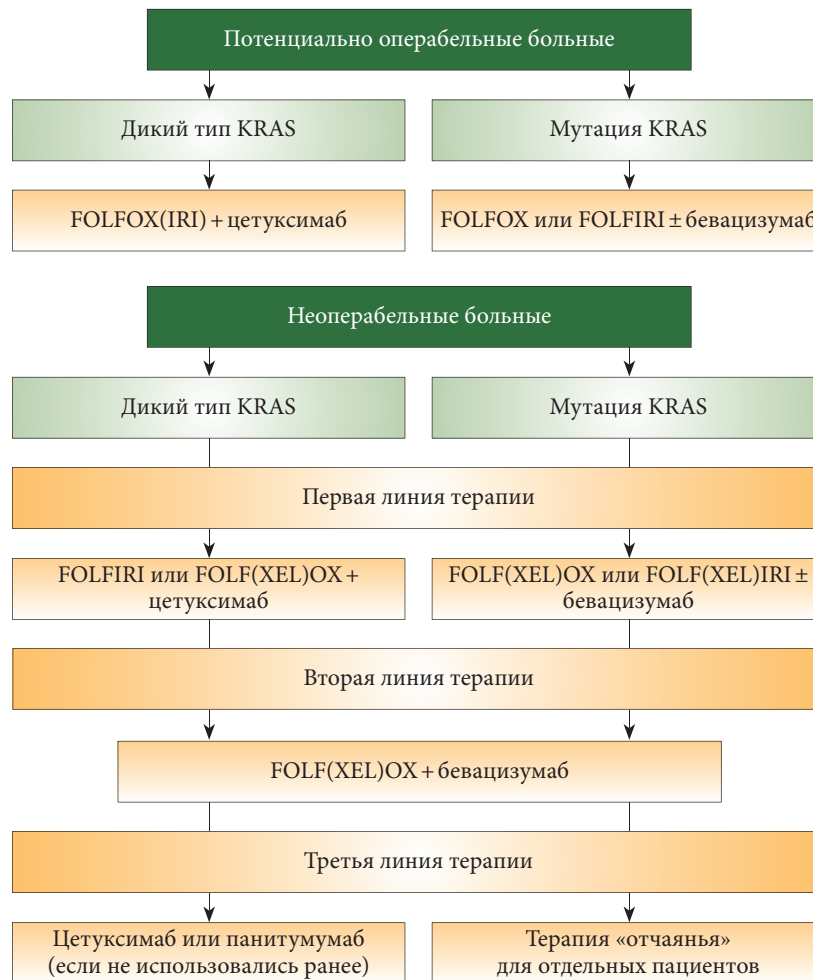 Потенциально операбельные больные
Дикий тип KRAS
Мутация KRAS
FOLFOX(IRI) + цетуксимаб
FOLFOX или FOLFIRI ± бевацизумаб
Неоперабельные больные
Дикий тип KRAS
Мутация KRAS
Первая линия терапии
FOLFIRI или FOLF(XEL)OX +
цетуксимаб
FOLF(XEL)OX или FOLF(XEL)IRI ±
бевацизумаб
Вторая линия терапии
FOLF(XEL)OX + бевацизумаб
Третья линия терапии
Цетуксимаб или панитумумаб
(если не использовались ранее)
Терапия «отчаянья»
для отдельных пациентов